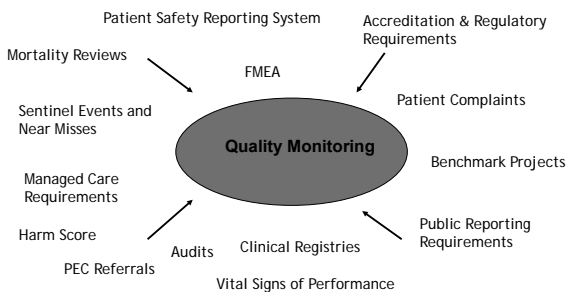 Patient Safety Reporting System
Accreditation & Regulatory
Requirements
Mortality Reviews
FMEA
Patient Complaints
Sentinel Events and
Near Misses
Quality Monitoring
Benchmark Projects
Managed Care
Requirements
Public Reporting
Requirements
Harm Score
Audits
Clinical Registries
PEC Referrals
Vital Signs of Performance